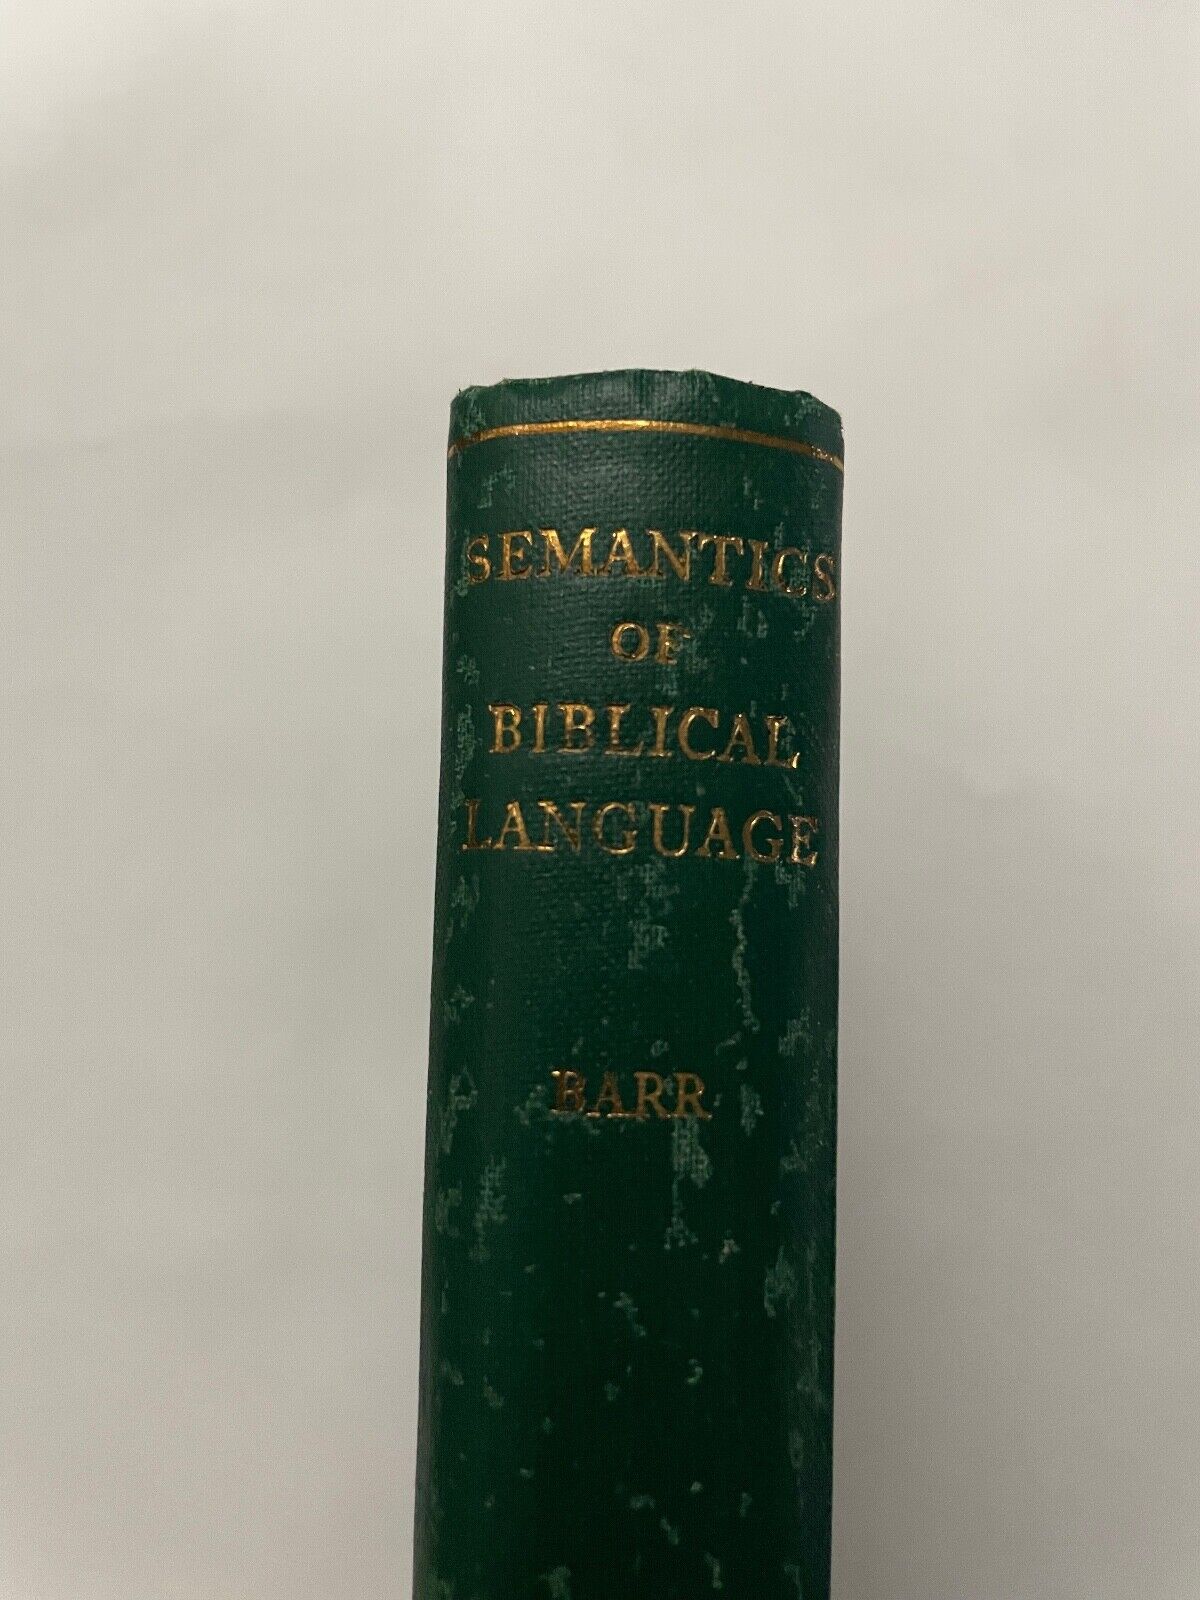 SEMANTICS
OF
BIBLICAL
LANGUAGE
BARR